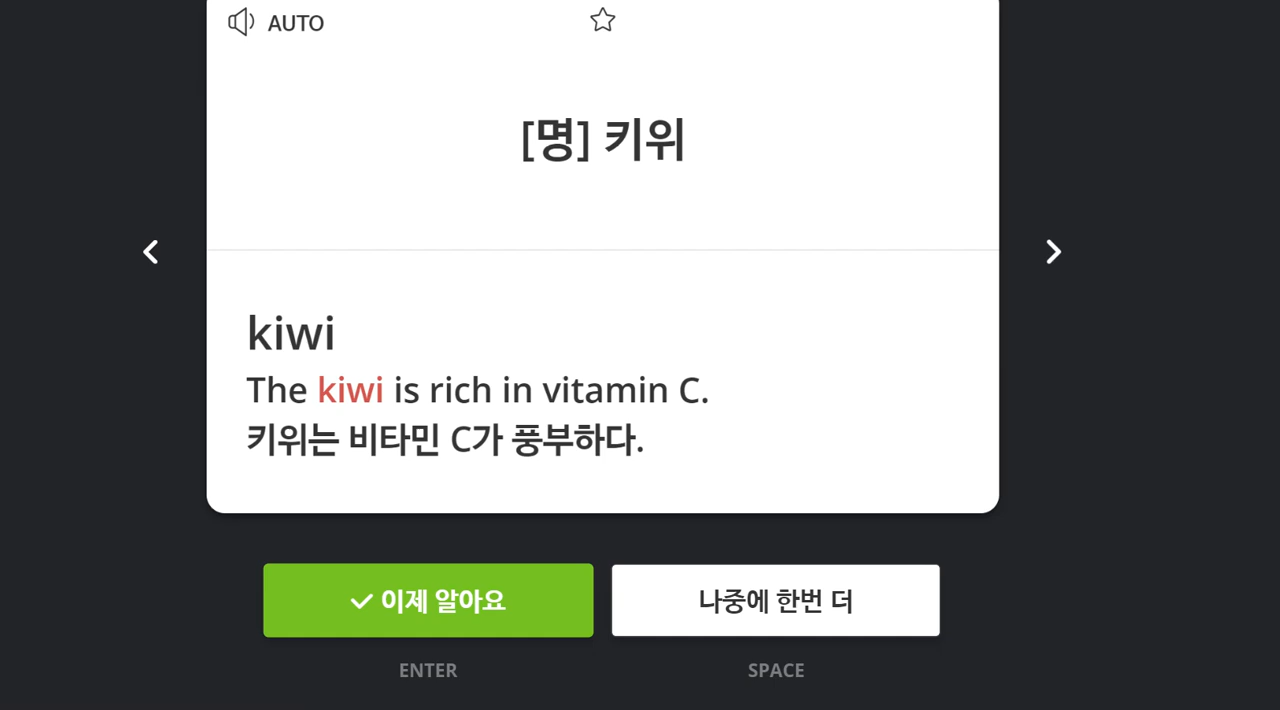 AUTO
[명] 키위
kiwi
The kiwi is rich in vitamin C.
키위는 비타민 C가 풍부하다.
이제 알아요
나중에 한번 더
ENTER
SPACE